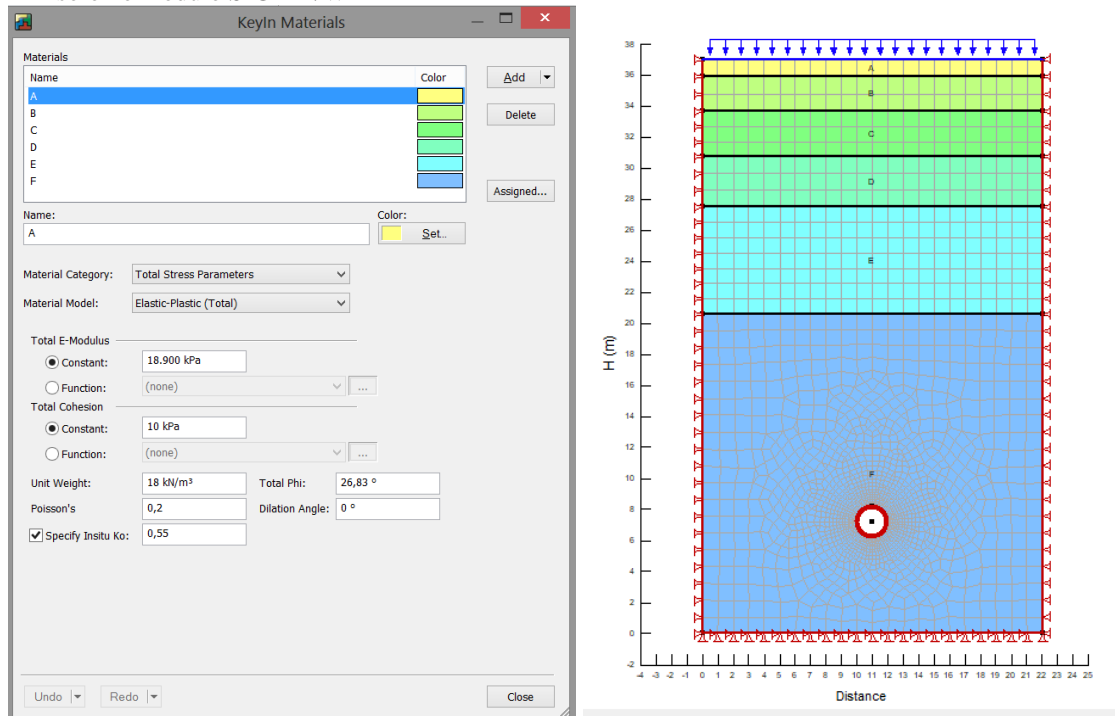 KeyIn Materials
Materials
Name Color
A
B
C
D
E
F
Add
Delete
Assigned...
Name: Color:
A Set...
Material Category: Total Stress Parameters
Material Model: Elastic-Plastic (Total)
Total E-Modulus
Constant: 18.900 kPa
Function: (none) ...
Total Cohesion
Constant: 10 kPa
Function: (none) ...
Unit Weight: 18 kN/m³ Total Phi: 26,83 º
Poisson's 0,2 Dilation Angle: 0 º
Specify Insitu Ko: 0,55
Undo Redo Close
38
36
34
32
30
28
26
24
22
20
18
16
14
12
10
8
6
4
2
0
-2
H (m)
A
B
C
D
E
F
-4 -3 -2 -1 0 1 2 3 4 5 6 7 8 9 10 11 12 13 14 15 16 17 18 19 20 21 22 23 24 25
Distance